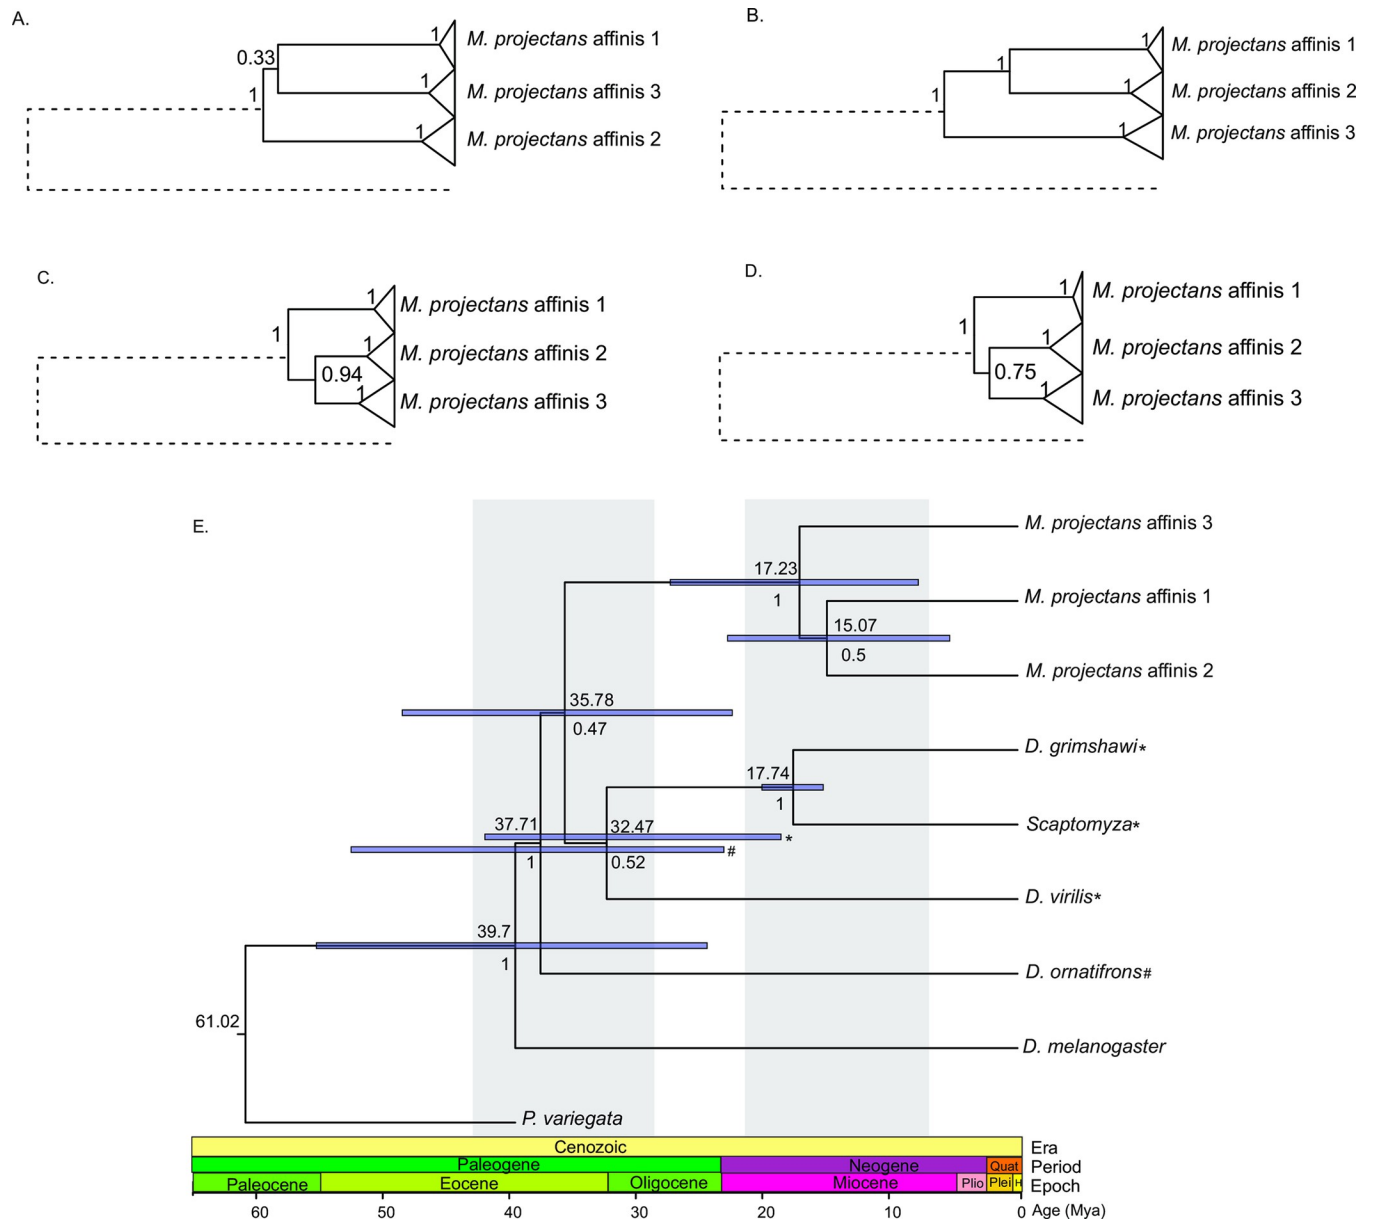 A.
1
M. projectans affinis 1
0.33
1
M. projectans affinis 3
1
1
M. projectans affinis 2
B.
1
M. projectans affinis 1
1
1
M. projectans affinis 2
1
1
M. projectans affinis 3
C.
1
M. projectans affinis 1
1
1
M. projectans affinis 2
0.94
1
M. projectans affinis 3
D.
1
M. projectans affinis 1
1
1
M. projectans affinis 2
0.75
1
M. projectans affinis 3
E.
M. projectans affinis 3
17.23
1
M. projectans affinis 1
15.07
0.5
M. projectans affinis 2
35.78
0.47
D. grimshawi*
17.74
1
Scaptomyza*
37.71
32.47
*
#
1
0.52
D. virilis*
39.7
1
D. ornatifrons#
61.02
D. melanogaster
P. variegata
Cenozoic Era
Paleogene Neogene Quat Period
Paleocene Eocene Oligocene Miocene Plio Plei H Epoch
60 50 40 30 20 10 0 Age (Mya)